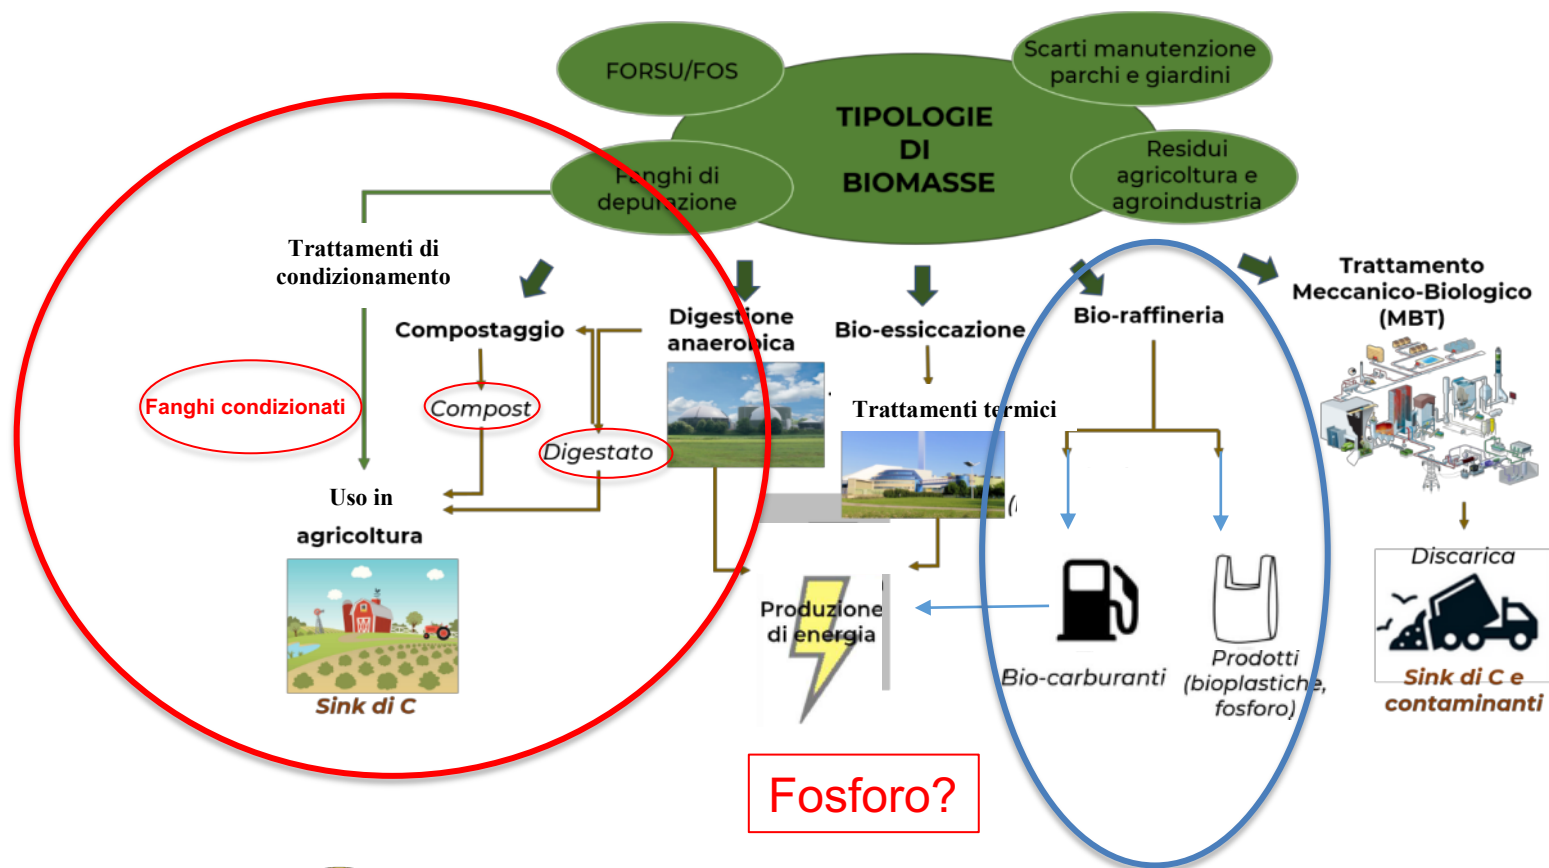 FORSU/FOS
Scarti manutenzione
parchi e giardini
TIPOLOGIE
DI
BIOMASSE
Fanghi di
depurazione
Residui
agricoltura e
agroindustria
Trattamenti di
condizionamento
Compostaggio
Digestione
anaerobica
Bio-essiccazione
Bio-raffineria
Trattamento
Meccanico-Biologico
(MBT)
Fanghi condizionati
Compost
Digestato
Trattamenti termici
Uso in
agricoltura
Sink di C
Produzione
di energia
Bio-carburanti
Prodotti
(bioplastiche,
fosforo)
Discarica
Sink di C e
contaminanti
Fosforo?